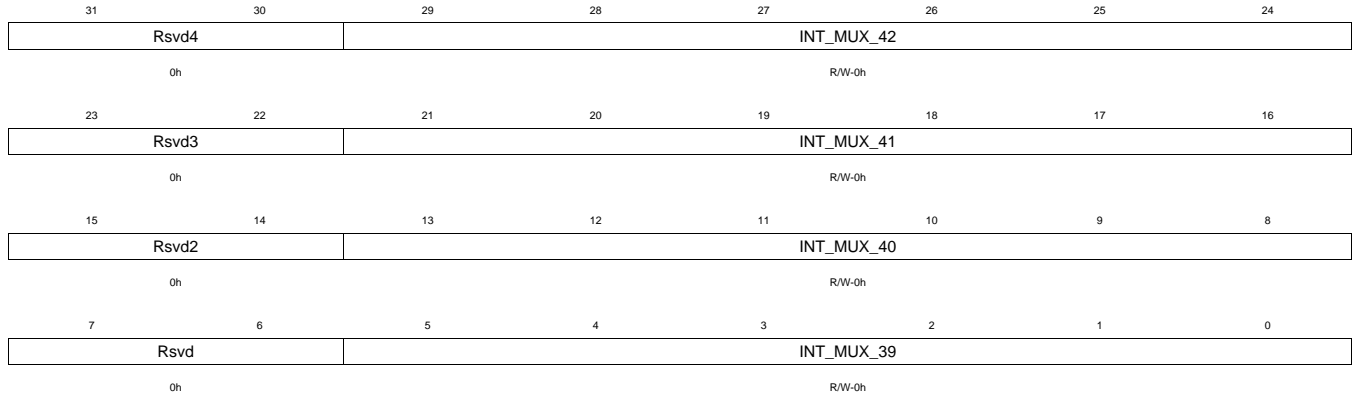 31 30 29 28 27 26 25 24
Rsvd4 INT_MUX_42
0h R/W-0h
23 22 21 20 19 18 17 16
Rsvd3 INT_MUX_41
0h R/W-0h
15 14 13 12 11 10 9 8
Rsvd2 INT_MUX_40
0h R/W-0h
7 6 5 4 3 2 1 0
Rsvd INT_MUX_39
0h R/W-0h